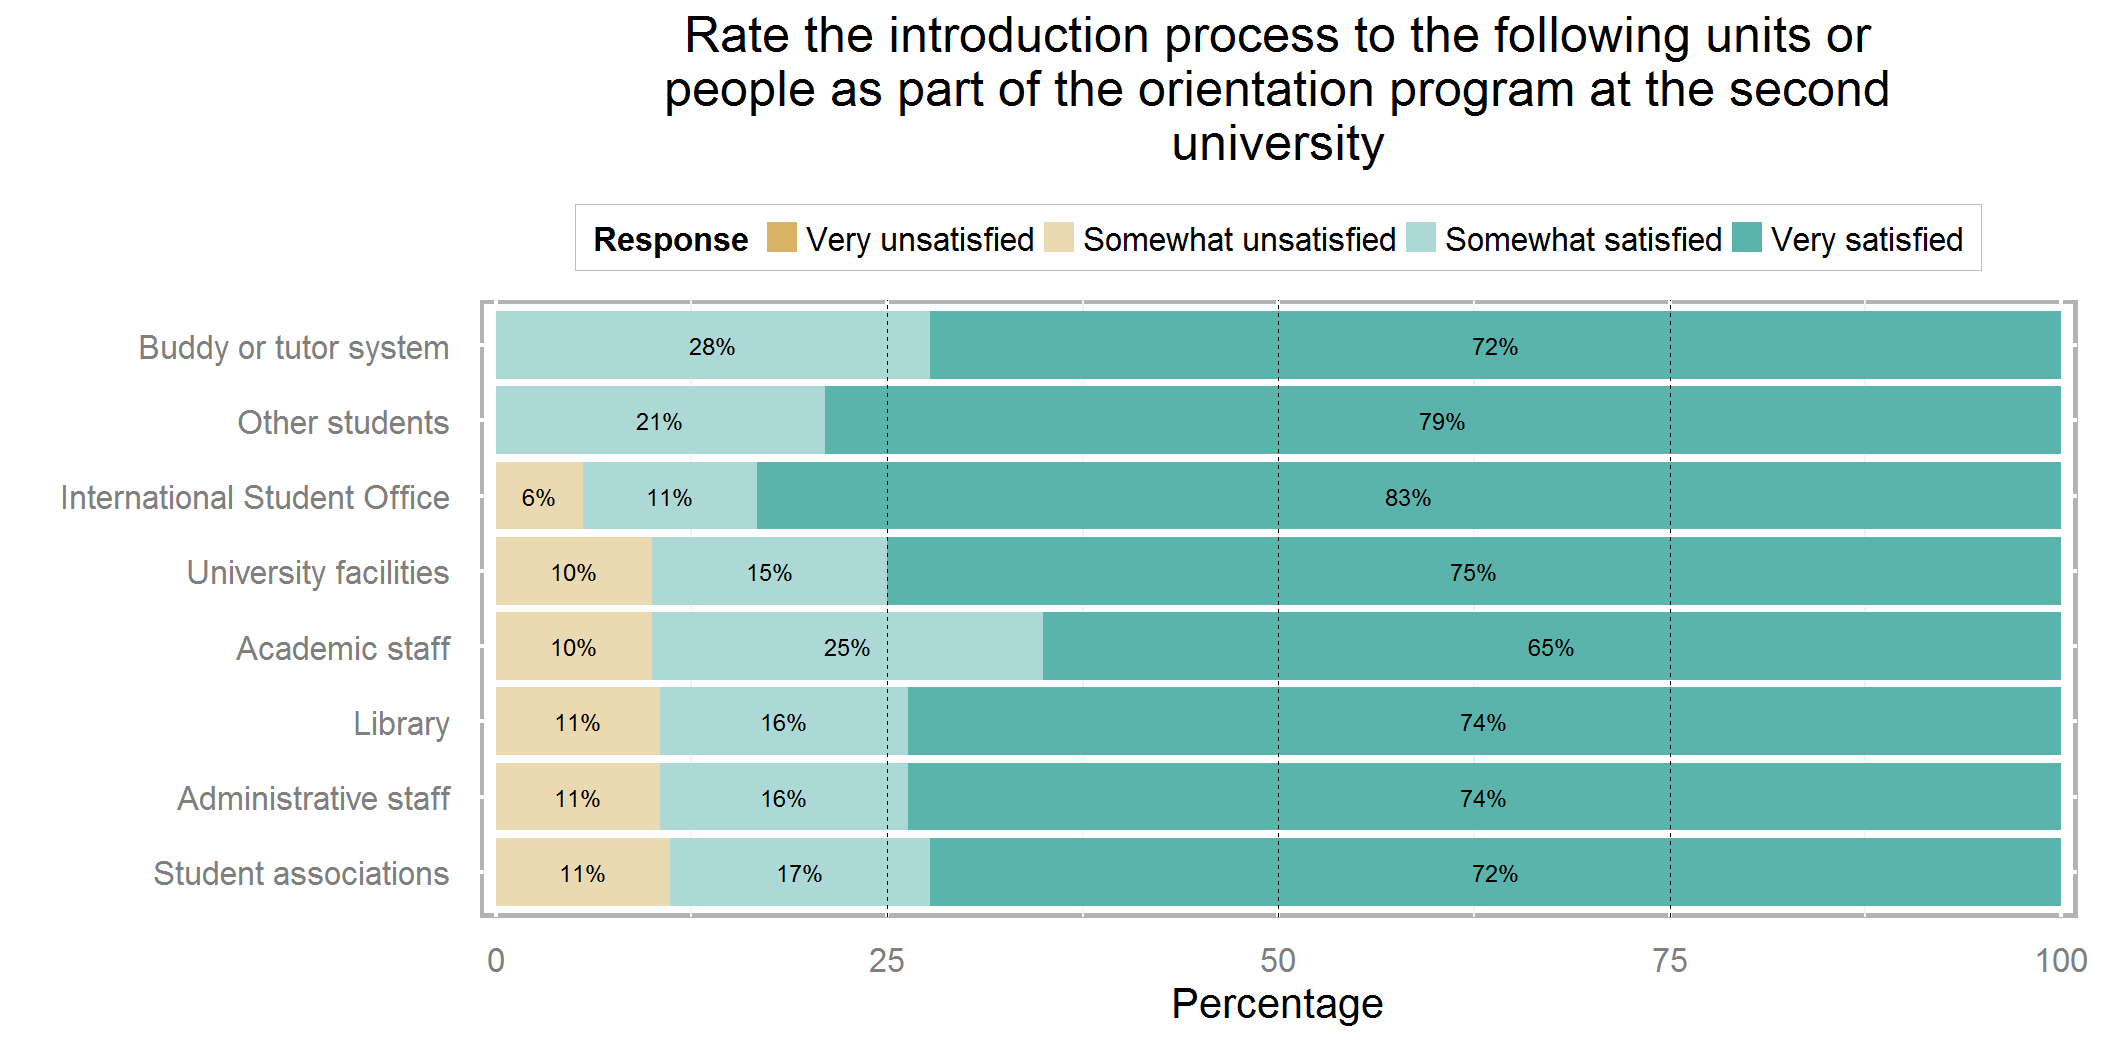 Rate the introduction process to the following units or
people as part of the orientation program at the second
university
Response Very unsatisfied Somewhat unsatisfied Somewhat satisfied Very satisfied
Buddy or tutor system 28% 72%
Other students 21% 79%
International Student Office 6% 11% 83%
University facilities 10% 15% 75%
Academic staff 10% 25% 65%
Library 11% 16% 74%
Administrative staff 11% 16% 74%
Student associations 11% 17% 72%
0 25 50 75 100
Percentage